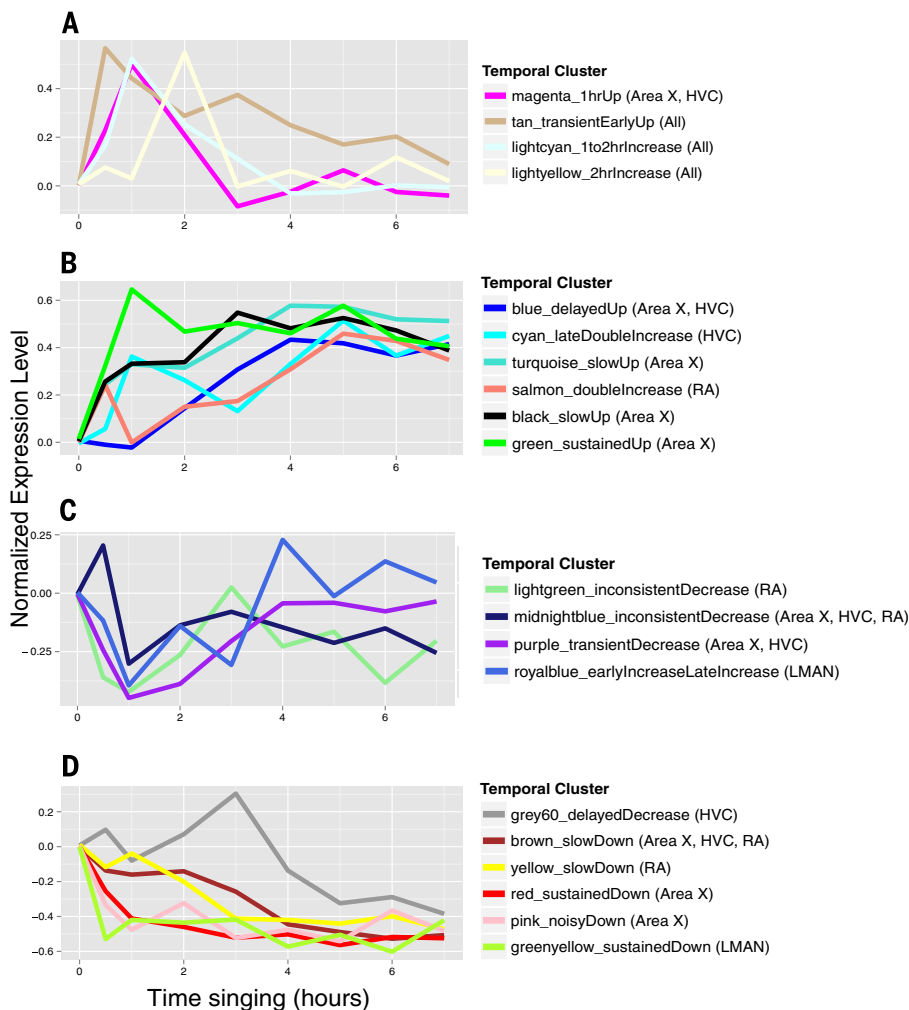 A
0.4
0.2
0.0
0 2 4 6
Temporal Cluster
magenta_1hrUp (Area X, HVC)
tan_transientEarlyUp (All)
lightcyan_1to2hrIncrease (All)
lightyellow_2hrIncrease (All)
B
0.6
0.4
0.2
0.0
0 2 4 6
Temporal Cluster
blue_delayedUp (Area X, HVC)
cyan_lateDoubleIncrease (HVC)
turquoise_slowUp (Area X)
salmon_doubleIncrease (RA)
black_slowUp (Area X)
green_sustainedUp (Area X)
Normalized Expression Level
C
0.25
0.00
−0.25
0 2 4 6
Temporal Cluster
lightgreen_inconsistentDecrease (RA)
midnightblue_inconsistentDecrease (Area X, HVC, RA)
purple_transientDecrease (Area X, HVC)
royalblue_earlyIncreaseLateIncrease (LMAN)
D
0.2
0.0
−0.2
−0.4
−0.6
0 2 4 6
Temporal Cluster
grey60_delayedDecrease (HVC)
brown_slowDown (Area X, HVC, RA)
yellow_slowDown (RA)
red_sustainedDown (Area X)
pink_noisyDown (Area X)
greenyellow_sustainedDown (LMAN)
Time singing (hours)